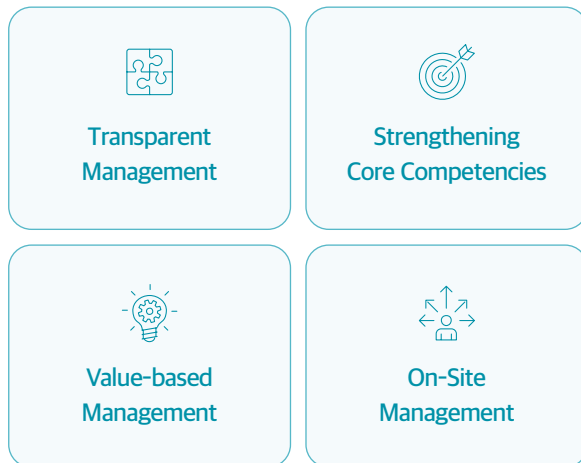 Transparent
Management
Strengthening
Core Competencies
Value-based
Management
On-Site
Management